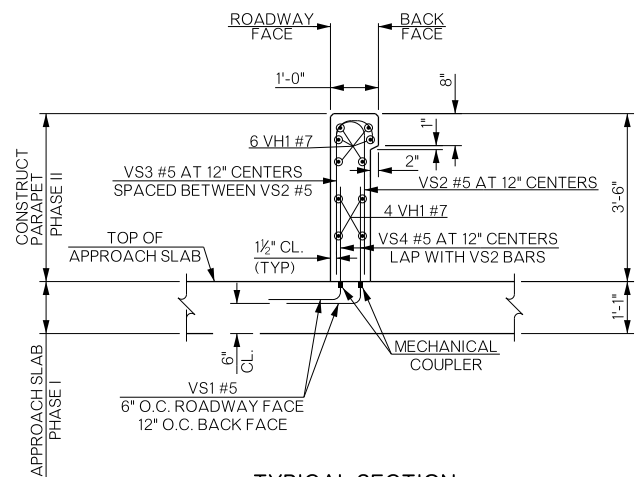 ROADWAY
FACE
BACK
FACE
1'-0"
8"
1"
6 VH1 #7
2"
VS3 #5 AT 12" CENTERS
SPACED BETWEEN VS2 #5
VS2 #5 AT 12" CENTERS
4 VH1 #7
CONSTRUCT
PARAPET
PHASE II
3'-6"
TOP OF
APPROACH SLAB
1½" CL.
(TYP)
VS4 #5 AT 12" CENTERS
LAP WITH VS2 BARS
1'-1"
6"
CL.
MECHANICAL
COUPLER
VS1 #5
6" O.C. ROADWAY FACE
12" O.C. BACK FACE
APPROACH SLAB
PHASE I
TYPICAL SECTION